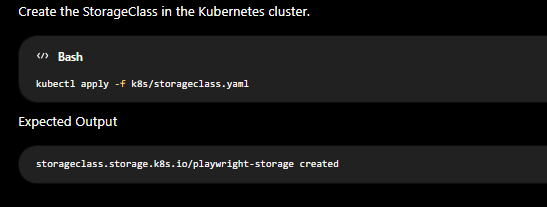 Create the StorageClass in the Kubernetes cluster.
</> Bash
kubectl apply -f k8s/storageclass.yaml
Expected Output
storageclass.storage.k8s.io/playwright-storage created